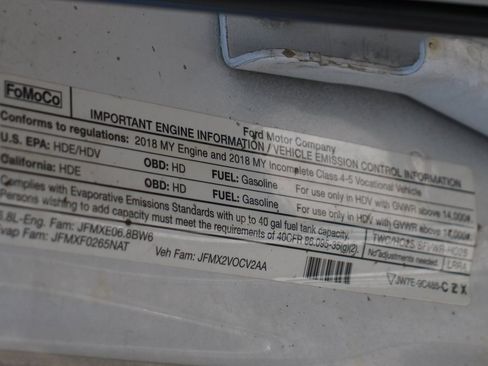 FoMoCo
Ford Motor Company
IMPORTANT ENGINE INFORMATION / VEHICLE EMISSION CONTROL INFORMATION
Conforms to regulations: 2018 MY Engine and 2018 MY Incomplete Class 4-5 Vocational Vehicle
U.S. EPA: HDE/HDV OBD: HD FUEL: Gasoline For use only in HDV with GVWR above 14,000#
California: HDE OBD: HD FUEL: Gasoline For use only in HDV with GVWR above
Complies with Evaporative Emissions Standards with up to 40 gal fuel tank capacity.
Persons wishing to add capacity must meet the requirements of 40CFR 86.085-35(g)(2).
TWC/HO2S
No adjustments needed.
6.8L-Eng. Fam: JFMXE06.8BW6
Evap Fam: JFMXF0265NAT Veh Fam: JFMX2VOCV2AA
JW7E-9C485-C Z X